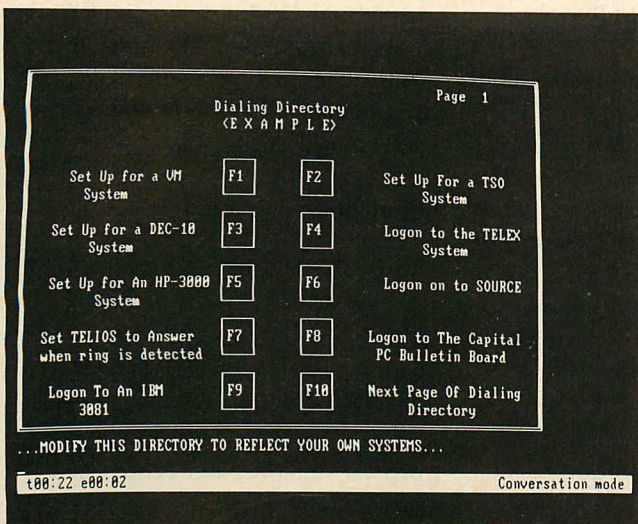 Page 1
Dialing Directory
<E X A M P L E>
Set Up for a VM System F1 F2 Set Up For a TSO System
Set Up for a DEC-10 System F3 F4 Logon to the TELEX System
Set Up for An HP-3000 System F5 F6 Logon on to SOURCE
Set TELIOS to Answer when ring is detected F7 F8 Logon to The Capital PC Bulletin Board
Logon To An IBM 3081 F9 F10 Next Page Of Dialing Directory
...MODIFY THIS DIRECTORY TO REFLECT YOUR OWN SYSTEMS...
t00:22 e00:02 Conversation mode